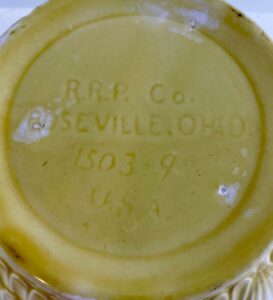 R.R.P. Co.
ROSEVILLE, OHIO
1503-9"
U.S.A.